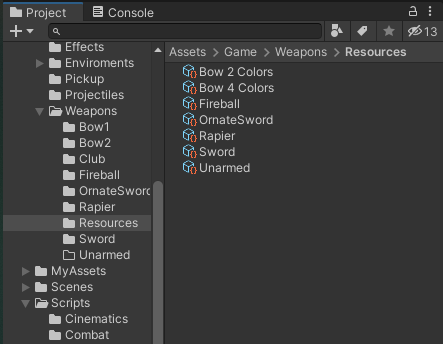 Project
Console
13
Effects
Enviroments
Pickup
Projectiles
Weapons
Bow1
Bow2
Club
Fireball
OrnateSword
Rapier
Resources
Sword
Unarmed
MyAssets
Scenes
Scripts
Cinematics
Combat
Assets > Game > Weapons > Resources
Bow 2 Colors
Bow 4 Colors
Fireball
OrnateSword
Rapier
Sword
Unarmed